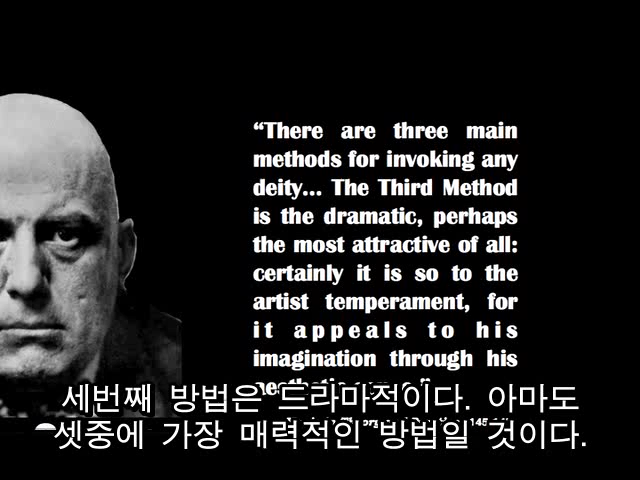 “There are three main
methods for invoking any
deity... The Third Method
is the dramatic, perhaps
the most attractive of all:
certainly it is so to the
artist temperament, for
it appeals to his
imagination through his
세번째 방법은 드라마적이다. 아마도
셋중에 가장 매력적인 방법일 것이다.